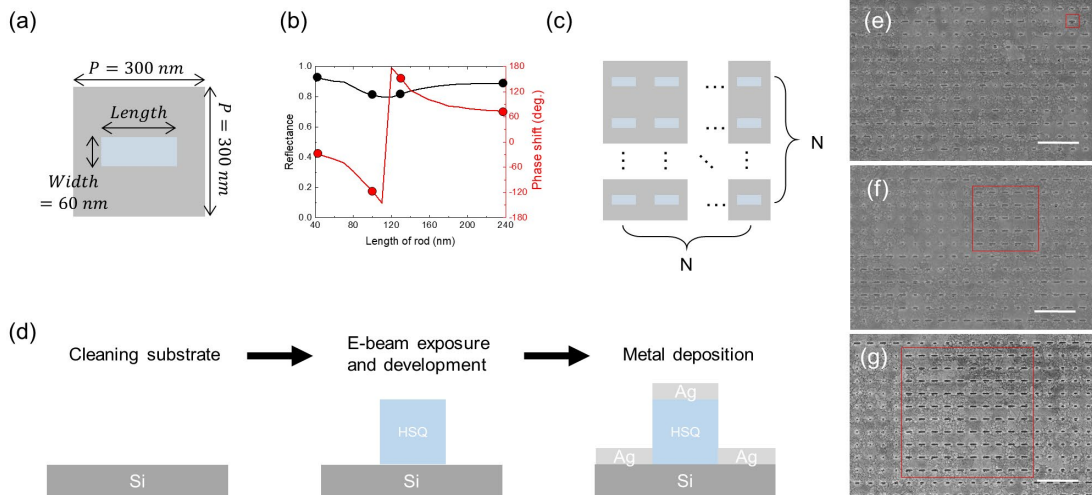 (a)
P = 300 nm
Length
Width
= 60 nm
P = 300 nm
(b)
1.0
0.8
0.6
0.4
0.2
0.0
Reflectance
40
80
120
160
200
240
Length of rod (nm)
180
120
60
0
-60
-120
-180
Phase shift (deg.)
(c)
N
N
(d)
Cleaning substrate
E-beam exposure
and development
Metal deposition
Si
HSQ
Si
Ag
HSQ
Ag
Ag
Si
(e)
(f)
(g)